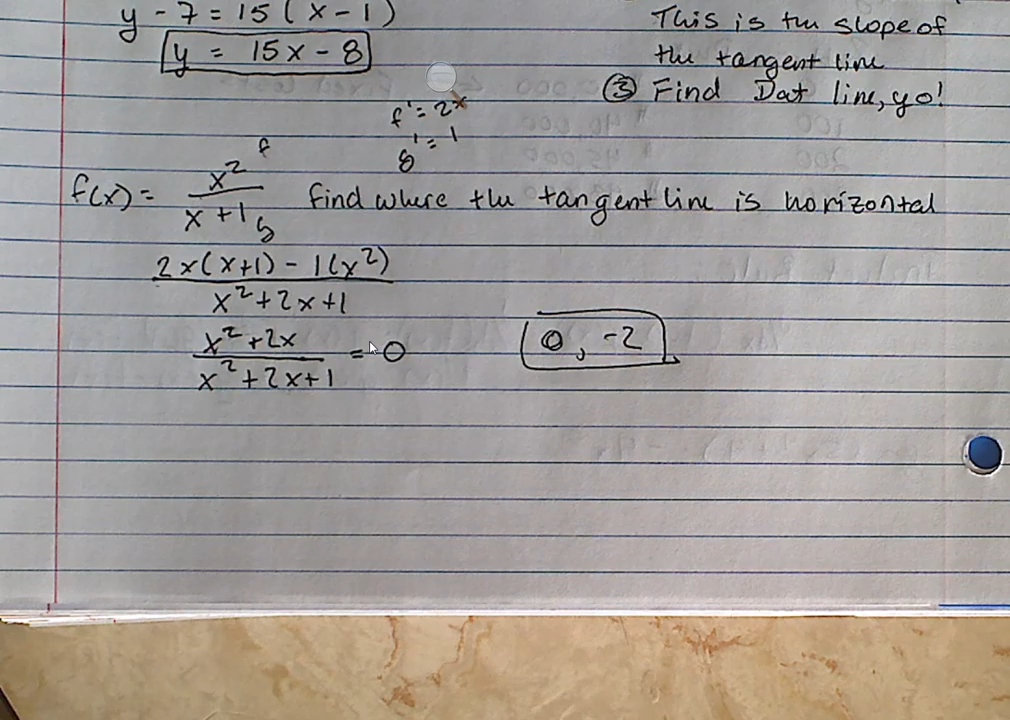 y - 7 = 15 ( x - 1 )
y = 15x - 8
This is the slope of
the tangent line
③ Find Dat line, yo!
f' = 2x
g' = 1
f(x) = x² / x + 1 f g find where the tangent line is horizontal
2x(x+1) - 1(x²) / x² + 2x + 1
x² + 2x / x² + 2x + 1 = 0
0, -2